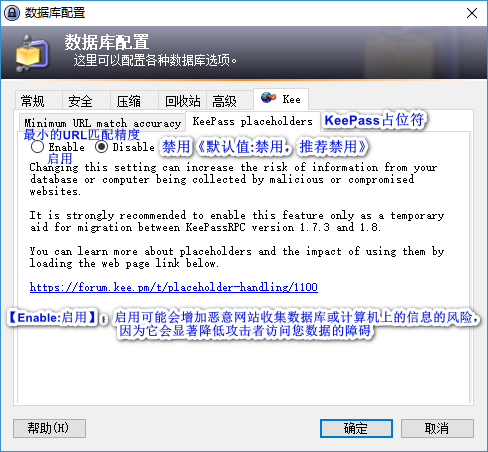 数据库配置
数据库配置
这里可以配置各种数据库选项。
常规 安全 压缩 回收站 高级 Kee
Minimum URL match accuracy KeePass placeholders KeePass占位符
最小的URL匹配精度
Enable Disable 禁用《默认值:禁用，推荐禁用》
启用
Changing this setting can increase the risk of information from your
database or computer being collected by malicious or compromised
websites.
It is strongly recommended to enable this feature only as a temporary
aid for migration between KeePassRPC version 1.7.3 and 1.8.
You can learn more about placeholders and the impact of using them by
loading the web page link below.
https://forum.kee.pm/t/placeholder-handling/1100
【Enable:启用】； 启用可能会增加恶意网站收集数据库或计算机上的信息的风险，
因为它会显著降低攻击者访问您数据的障碍
帮助(H) 确定 取消